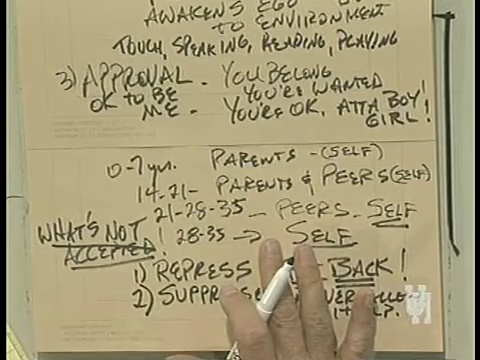 AWAKENS EGO
TO ENVIRONMENT
TOUCH, SPEAKING, READING, PLAYING
3) APPROVAL - YOU BELONG
OK TO BE YOU'RE WANTED
ME - YOU'RE OK, ATTA BOY!
GIRL!
0-7 yrs. PARENTS - (SELF)
14-21- PARENTS & PEERS (SELF)
21-28-35 - PEERS - SELF
WHAT'S NOT 28-35 → SELF
ACCEPTED!
1) REPRESS BACK!
2)
UH